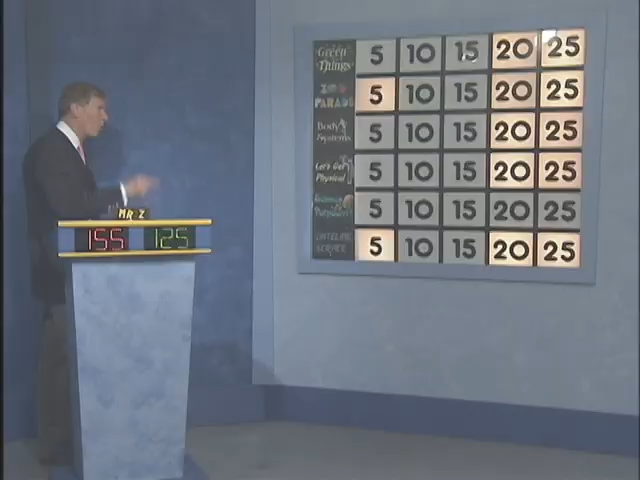 Green Things 5 10 15 20 25
ZOO PARADE 5 10 15 20 25
Body Systems 5 10 15 20 25
Let's Get Physical 5 10 15 20 25
5 10 15 20 25
DATELINE SCIENCE 5 10 15 20 25
MR Z
155 125